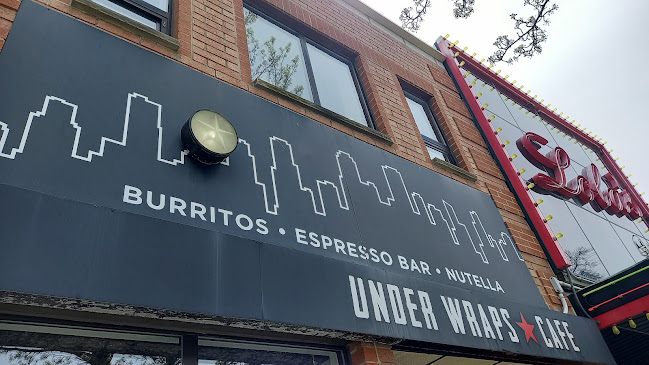 BURRITOS • ESPRESSO BAR • NUTELLA
UNDER WRAPS★CAFE